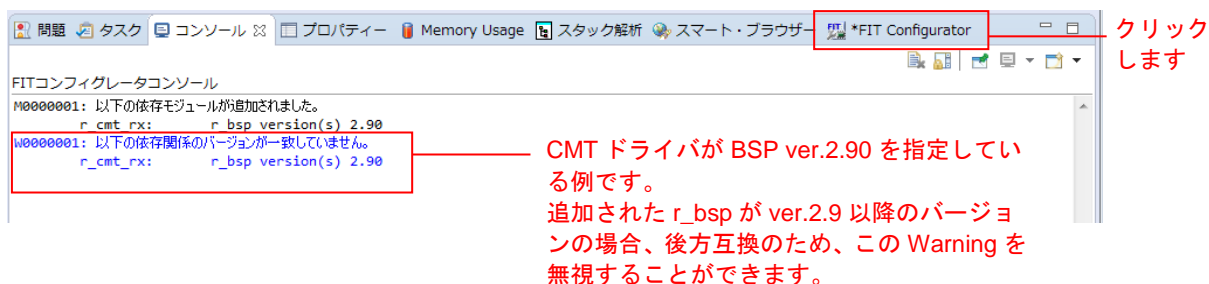 問題 タスク コンソール プロパティー Memory Usage スタック解析 スマート・ブラウザー *FIT Configurator
クリック
します
FITコンフィグレータコンソール
M0000001: 以下の依存モジュールが追加されました。
r_cmt_rx: r_bsp version(s) 2.90
W0000001: 以下の依存関係のバージョンが一致していません。
r_cmt_rx: r_bsp version(s) 2.90
CMT ドライバが BSP ver.2.90 を指定してい
る例です。
追加された r_bsp が ver.2.9 以降のバージョ
ンの場合、後方互換のため、この Warning を
無視することができます。